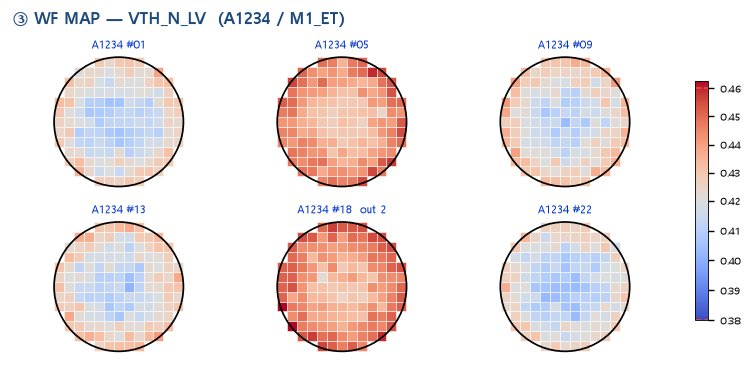 ③ WF MAP — VTH_N_LV (A1234 / M1_ET)
A1234 #01
A1234 #05
A1234 #09
A1234 #13
A1234 #18 out 2
A1234 #22
0.46
0.45
0.44
0.43
0.42
0.41
0.40
0.39
0.38